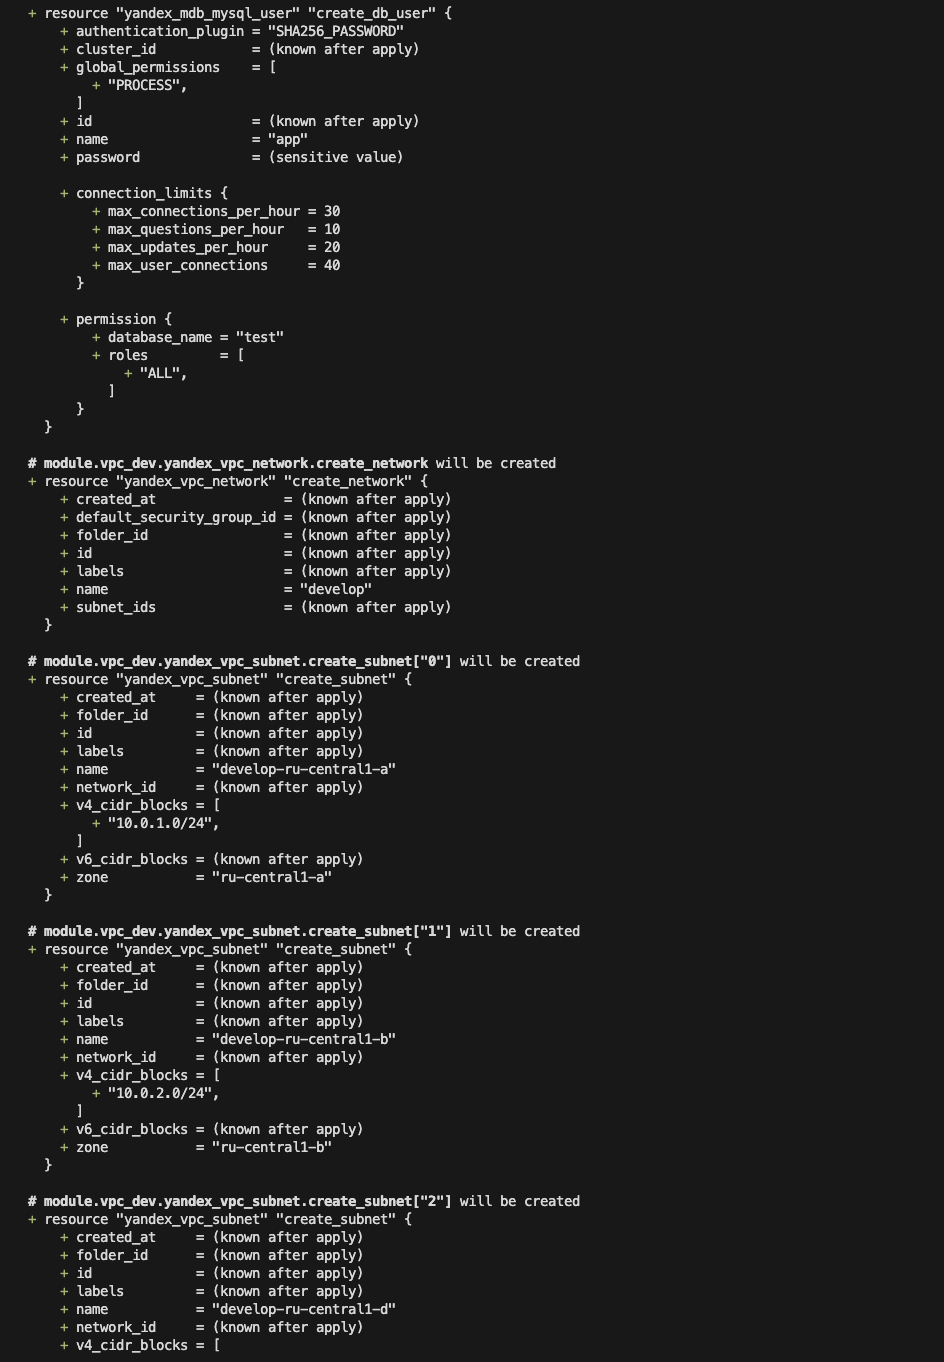 + resource "yandex_mdb_mysql_user" "create_db_user" {
    + authentication_plugin = "SHA256_PASSWORD"
    + cluster_id            = (known after apply)
    + global_permissions    = [
        + "PROCESS",
      ]
    + id                    = (known after apply)
    + name                  = "app"
    + password              = (sensitive value)

    + connection_limits {
        + max_connections_per_hour = 30
        + max_questions_per_hour   = 10
        + max_updates_per_hour     = 20
        + max_user_connections     = 40
      }

    + permission {
        + database_name = "test"
        + roles         = [
            + "ALL",
          ]
      }
  }

# module.vpc_dev.yandex_vpc_network.create_network will be created
+ resource "yandex_vpc_network" "create_network" {
    + created_at                = (known after apply)
    + default_security_group_id = (known after apply)
    + folder_id                 = (known after apply)
    + id                        = (known after apply)
    + labels                    = (known after apply)
    + name                      = "develop"
    + subnet_ids                = (known after apply)
  }

# module.vpc_dev.yandex_vpc_subnet.create_subnet["0"] will be created
+ resource "yandex_vpc_subnet" "create_subnet" {
    + created_at     = (known after apply)
    + folder_id      = (known after apply)
    + id             = (known after apply)
    + labels         = (known after apply)
    + name           = "develop-ru-central1-a"
    + network_id     = (known after apply)
    + v4_cidr_blocks = [
        + "10.0.1.0/24",
      ]
    + v6_cidr_blocks = (known after apply)
    + zone           = "ru-central1-a"
  }

# module.vpc_dev.yandex_vpc_subnet.create_subnet["1"] will be created
+ resource "yandex_vpc_subnet" "create_subnet" {
    + created_at     = (known after apply)
    + folder_id      = (known after apply)
    + id             = (known after apply)
    + labels         = (known after apply)
    + name           = "develop-ru-central1-b"
    + network_id     = (known after apply)
    + v4_cidr_blocks = [
        + "10.0.2.0/24",
      ]
    + v6_cidr_blocks = (known after apply)
    + zone           = "ru-central1-b"
  }

# module.vpc_dev.yandex_vpc_subnet.create_subnet["2"] will be created
+ resource "yandex_vpc_subnet" "create_subnet" {
    + created_at     = (known after apply)
    + folder_id      = (known after apply)
    + id             = (known after apply)
    + labels         = (known after apply)
    + name           = "develop-ru-central1-d"
    + network_id     = (known after apply)
    + v4_cidr_blocks = [